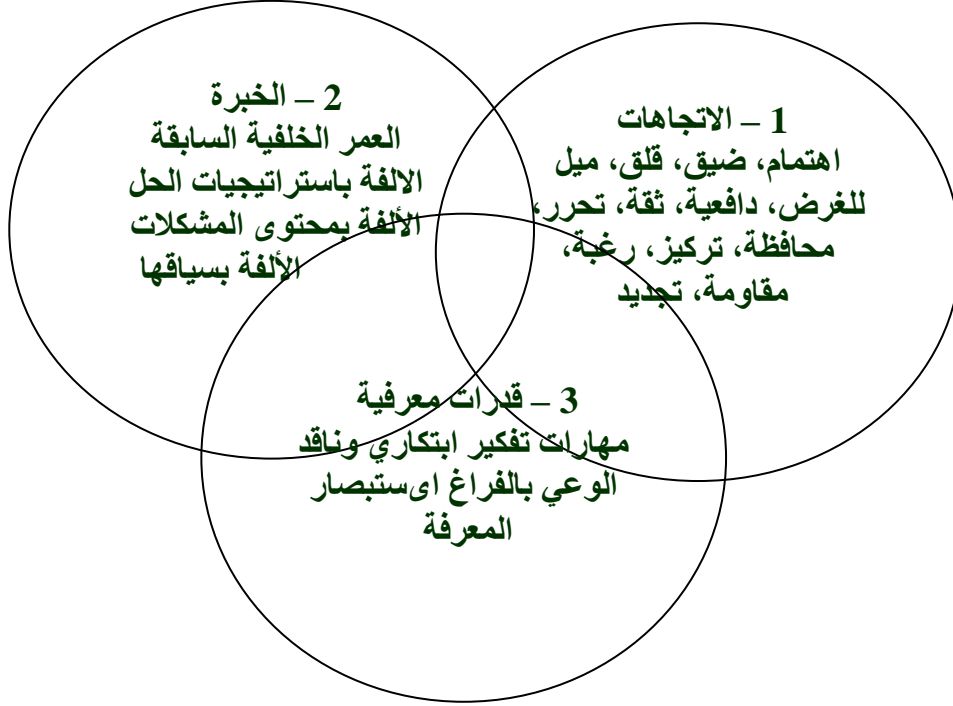 1 – الاتجاهات
اهتمام، ضيق، قلق، ميل
للغرض، دافعية، ثقة، تحرر،
محافظة، تركيز، رغبة،
مقاومة، تجديد
2 – الخبرة
العمر الخلفية السابقة
الالفة باستراتيجيات الحل
الألفة بمحتوى المشكلات
الألفة بسياقها
3 – قدرات معرفية
مهارات تفكير ابتكاري وناقد
الوعي بالفراغ اىستبصار
المعرفة